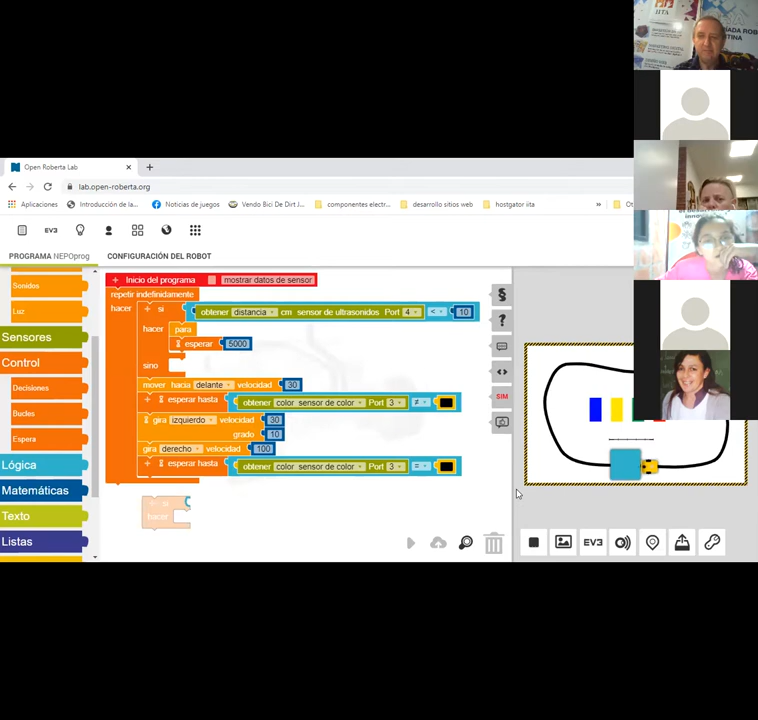 IITA
Open Roberta Lab
lab.open-roberta.org
Aplicaciones
Introducción de la...
Noticias de juegos
Vendo Bici De Dirt J...
componentes electr...
desarrollo sitios web
hostgator iita
»
EV3
PROGRAMA NEPOprog
CONFIGURACIÓN DEL ROBOT
Sonidos
Luz
Sensores
Control
Decisiones
Bucles
Espera
Lógica
Matemáticas
Texto
Listas
+ Inicio del programa mostrar datos de sensor
repetir indefinidamente
hacer + si obtener distancia cm sensor de ultrasonidos Port 4 < 10
hacer para
esperar 5000
sino
mover hacia delante velocidad 30
+ esperar hasta obtener color sensor de color Port 3 ≠
gira izquierdo velocidad 30
grado 10
gira derecho velocidad 100
+ esperar hasta obtener color sensor de color Port 3 =
+ si
hacer
?
SIM
EV3